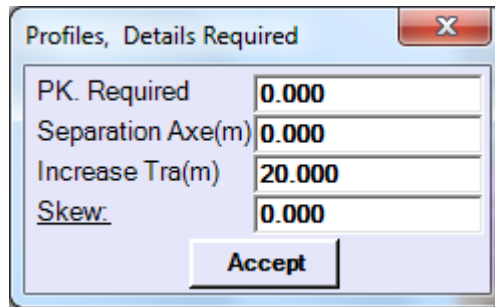 Profiles,  Details Required
PK. Required 0.000
Separation Axe(m) 0.000
Increase Tra(m) 20.000
Skew: 0.000
Accept